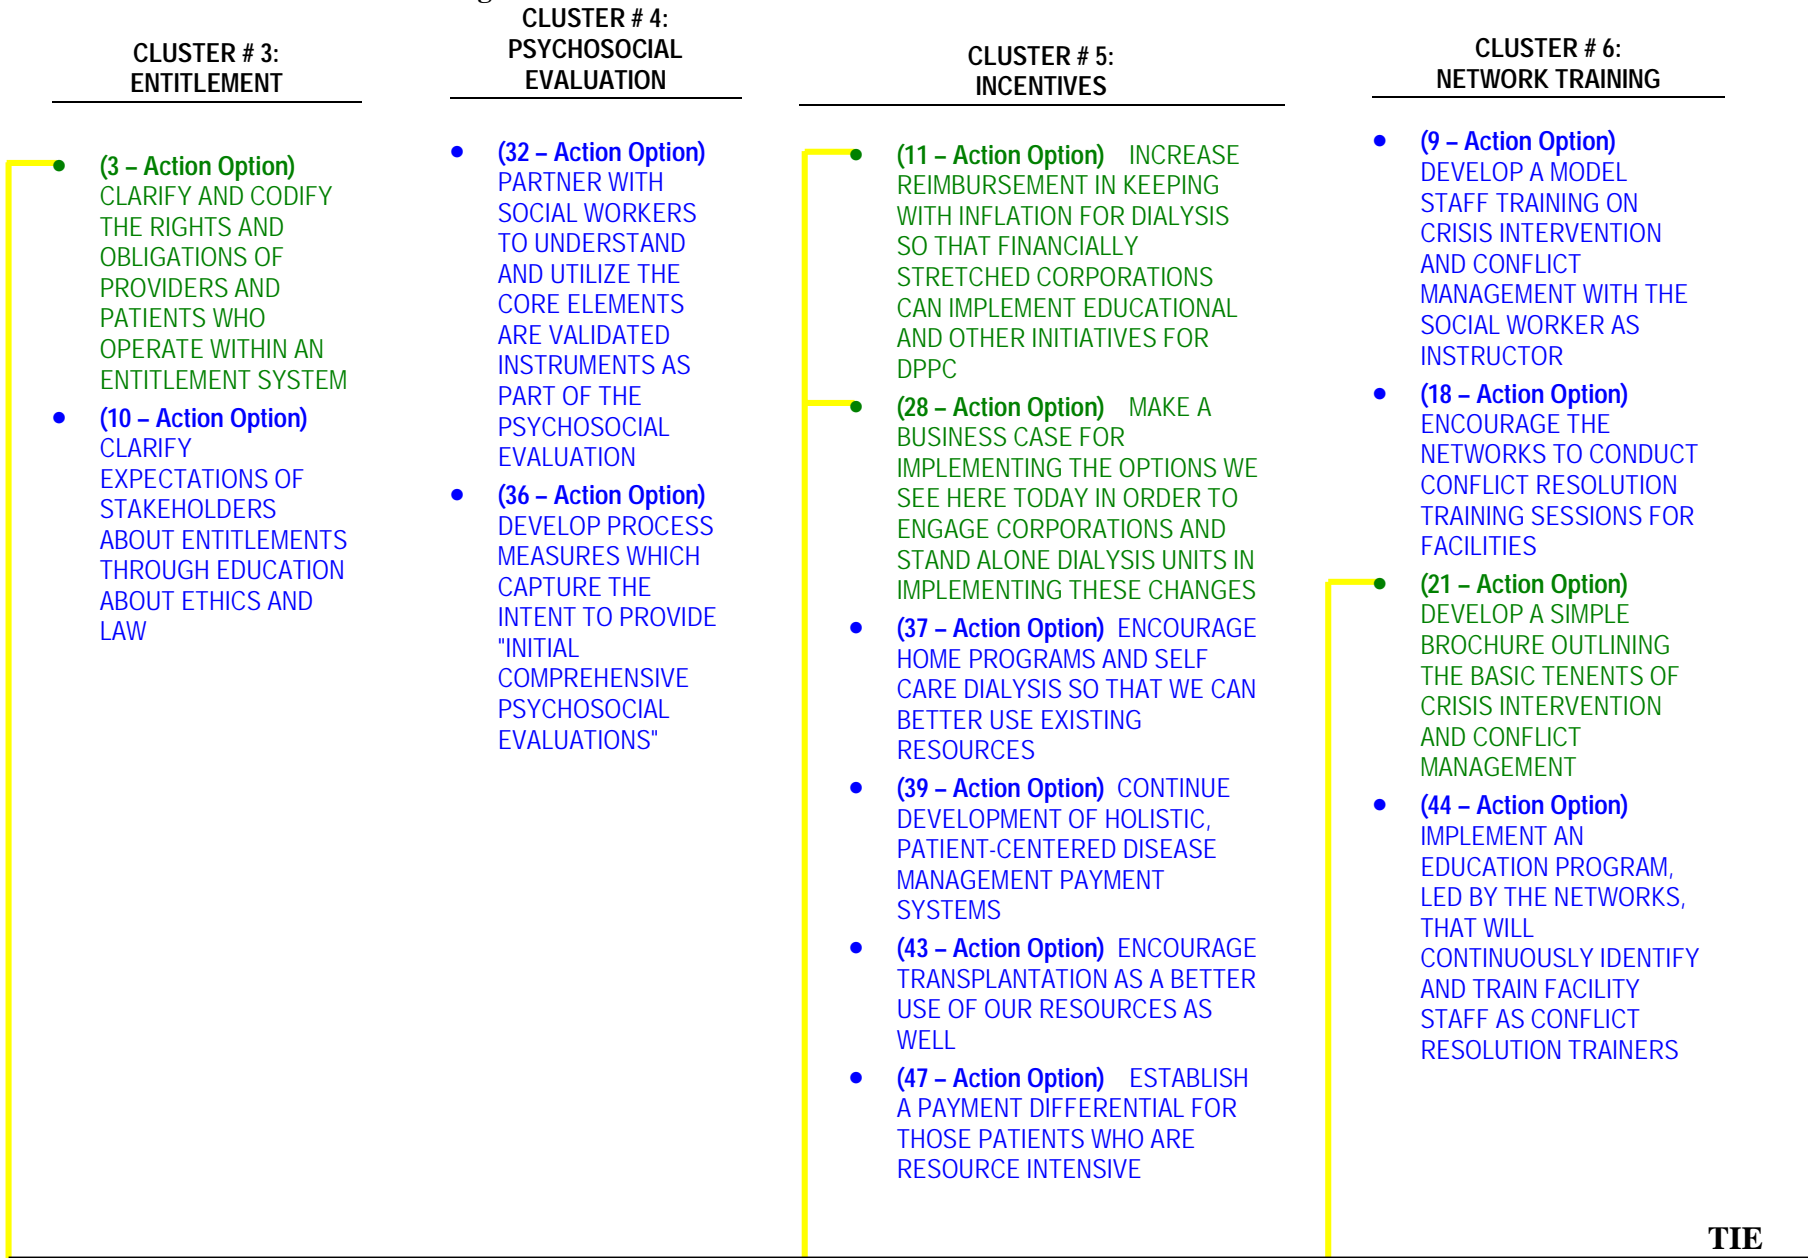 CLUSTER # 3:
ENTITLEMENT
• (3 – Action Option)
CLARIFY AND CODIFY
THE RIGHTS AND
OBLIGATIONS OF
PROVIDERS AND
PATIENTS WHO
OPERATE WITHIN AN
ENTITLEMENT SYSTEM
• (10 – Action Option)
CLARIFY
EXPECTATIONS OF
STAKEHOLDERS
ABOUT ENTITLEMENTS
THROUGH EDUCATION
ABOUT ETHICS AND
LAW
CLUSTER # 4:
PSYCHOSOCIAL
EVALUATION
• (32 – Action Option)
PARTNER WITH
SOCIAL WORKERS
TO UNDERSTAND
AND UTILIZE THE
CORE ELEMENTS
ARE VALIDATED
INSTRUMENTS AS
PART OF THE
PSYCHOSOCIAL
EVALUATION
• (36 – Action Option)
DEVELOP PROCESS
MEASURES WHICH
CAPTURE THE
INTENT TO PROVIDE
"INITIAL
COMPREHENSIVE
PSYCHOSOCIAL
EVALUATIONS"
CLUSTER # 5:
INCENTIVES
• (11 – Action Option) INCREASE
REIMBURSEMENT IN KEEPING
WITH INFLATION FOR DIALYSIS
SO THAT FINANCIALLY
STRETCHED CORPORATIONS
CAN IMPLEMENT EDUCATIONAL
AND OTHER INITIATIVES FOR
DPPC
• (28 – Action Option) MAKE A
BUSINESS CASE FOR
IMPLEMENTING THE OPTIONS WE
SEE HERE TODAY IN ORDER TO
ENGAGE CORPORATIONS AND
STAND ALONE DIALYSIS UNITS IN
IMPLEMENTING THESE CHANGES
• (37 – Action Option) ENCOURAGE
HOME PROGRAMS AND SELF
CARE DIALYSIS SO THAT WE CAN
BETTER USE EXISTING
RESOURCES
• (39 – Action Option) CONTINUE
DEVELOPMENT OF HOLISTIC,
PATIENT-CENTERED DISEASE
MANAGEMENT PAYMENT
SYSTEMS
• (43 – Action Option) ENCOURAGE
TRANSPLANTATION AS A BETTER
USE OF OUR RESOURCES AS
WELL
• (47 – Action Option) ESTABLISH
A PAYMENT DIFFERENTIAL FOR
THOSE PATIENTS WHO ARE
RESOURCE INTENSIVE
CLUSTER # 6:
NETWORK TRAINING
• (9 – Action Option)
DEVELOP A MODEL
STAFF TRAINING ON
CRISIS INTERVENTION
AND CONFLICT
MANAGEMENT WITH THE
SOCIAL WORKER AS
INSTRUCTOR
• (18 – Action Option)
ENCOURAGE THE
NETWORKS TO CONDUCT
CONFLICT RESOLUTION
TRAINING SESSIONS FOR
FACILITIES
• (21 – Action Option)
DEVELOP A SIMPLE
BROCHURE OUTLINING
THE BASIC TENENTS OF
CRISIS INTERVENTION
AND CONFLICT
MANAGEMENT
• (44 – Action Option)
IMPLEMENT AN
EDUCATION PROGRAM,
LED BY THE NETWORKS,
THAT WILL
CONTINUOUSLY IDENTIFY
AND TRAIN FACILITY
STAFF AS CONFLICT
RESOLUTION TRAINERS
TIE